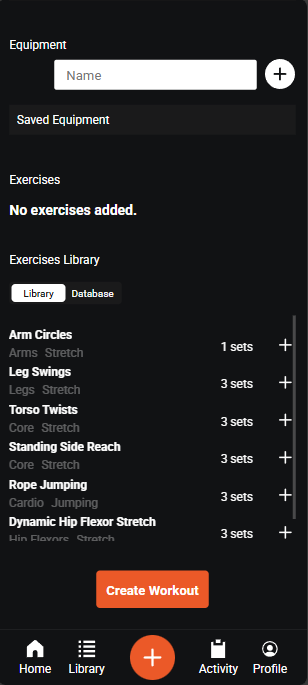 Equipment
Name
Saved Equipment
Exercises
No exercises added.
Exercises Library
Library Database
Arm Circles
Arms Stretch
1 sets
Leg Swings
Legs Stretch
3 sets
Torso Twists
Core Stretch
3 sets
Standing Side Reach
Core Stretch
3 sets
Rope Jumping
Cardio Jumping
3 sets
Dynamic Hip Flexor Stretch
Hip Flexors Stretch
3 sets
Create Workout
Home Library Activity Profile